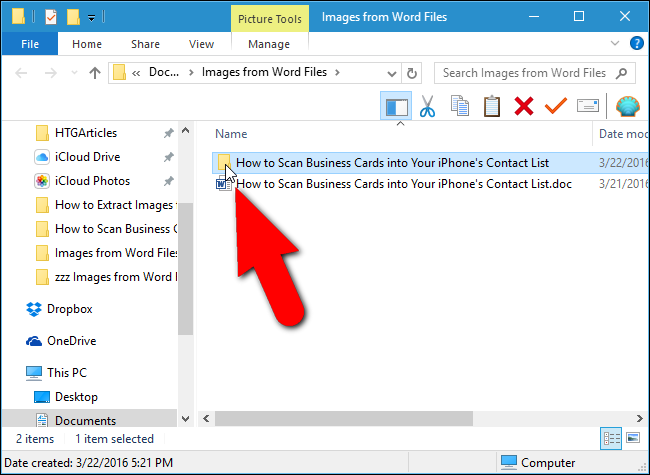 Picture Tools
Images from Word Files
File
Home
Share
View
Manage
Doc...
Images from Word Files
Search Images from Word Files
Name
Date mod
HTGArticles
iCloud Drive
iCloud Photos
How to Extract Images
How to Scan Business C
Images from Word Files
zzz Images from Word F
Dropbox
OneDrive
This PC
Desktop
Documents
How to Scan Business Cards into Your iPhone's Contact List
3/22/2016
How to Scan Business Cards into Your iPhone's Contact List.doc
3/21/2016
2 items
1 item selected
Date created: 3/22/2016 5:21 PM
Computer